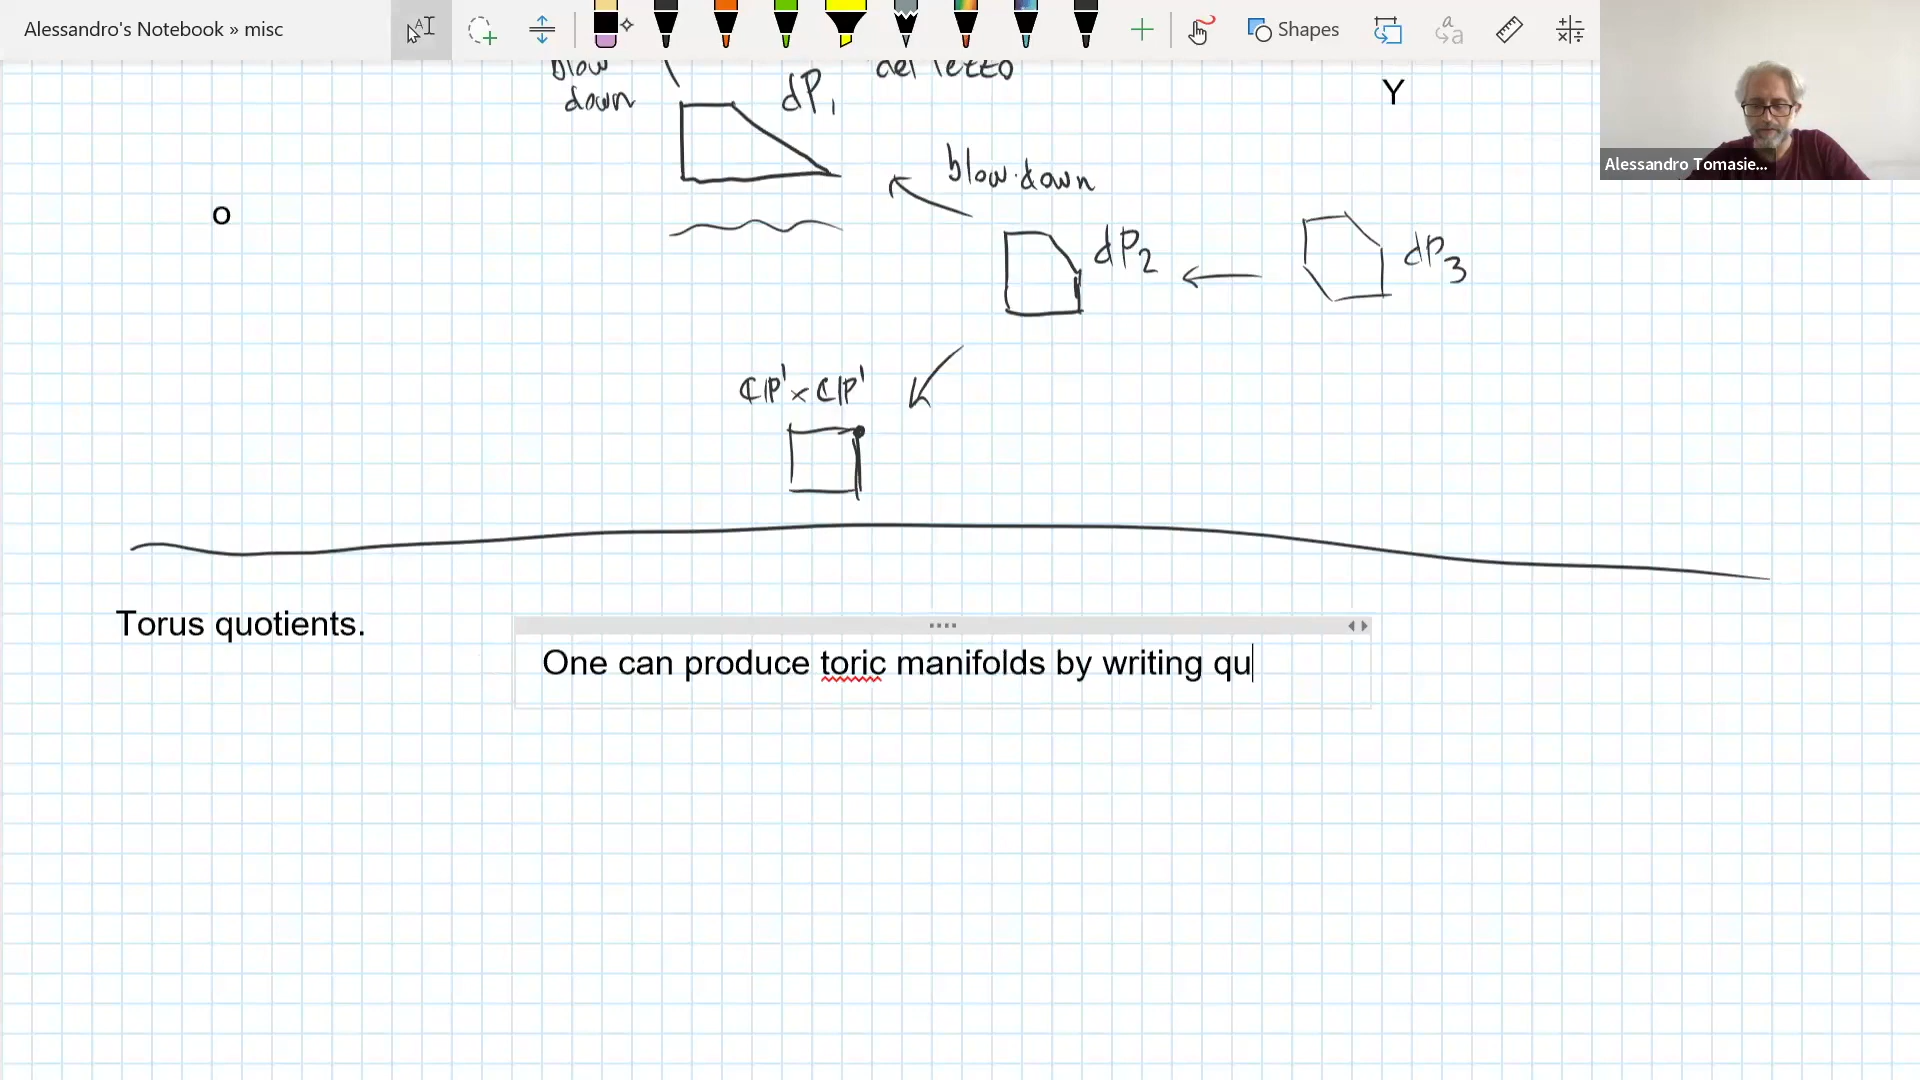 Alessandro's Notebook » misc
Shapes
Alessandro Tomasie...
blow
down
del letto
dP₁
Y
blow-down
o
dP₂
dP₃
ℂP¹ × ℂP¹
Torus quotients.
One can produce toric manifolds by writing qu